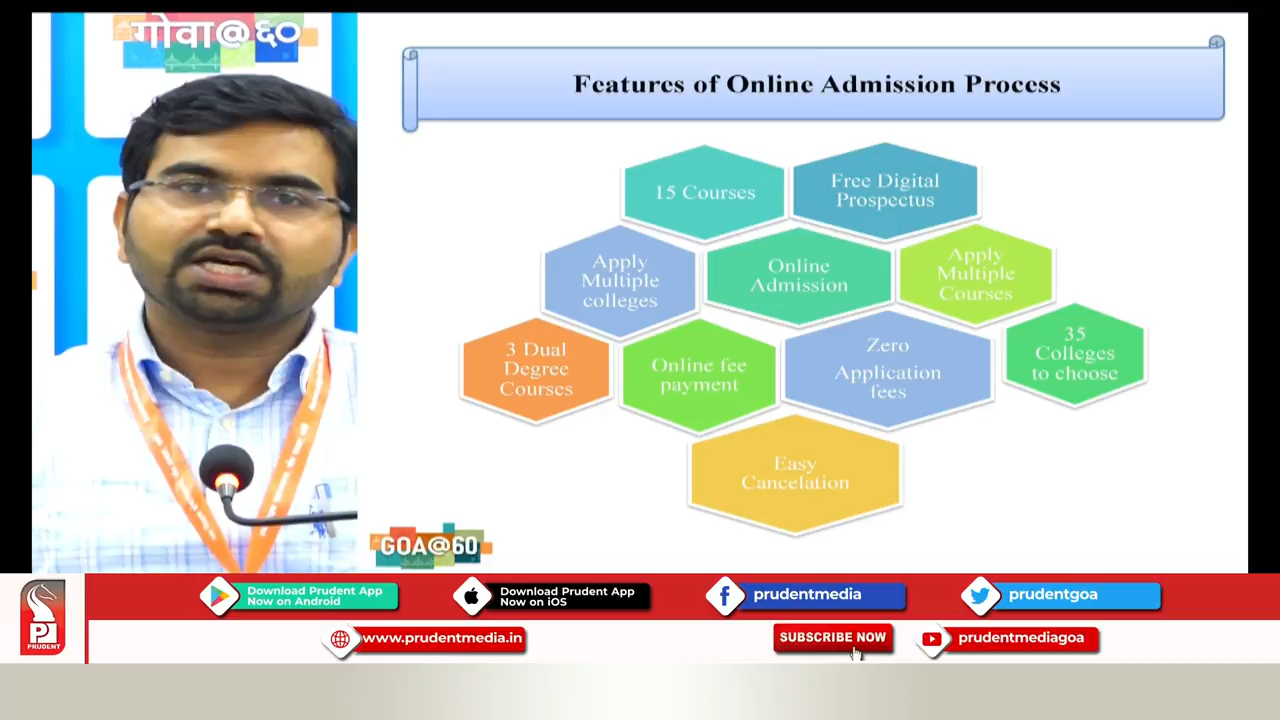 गोवा@६०
Features of Online Admission Process
15 Courses
Free Digital
Prospectus
Apply
Multiple
colleges
Online
Admission
Apply
Multiple
Courses
3 Dual
Degree
Courses
Online fee
payment
Zero
Application
fees
35
Colleges
to choose
Easy
Cancelation
GOA@60
PRUDENT
Download Prudent App
Now on Android
Download Prudent App
Now on iOS
prudentmedia
prudentgoa
www.prudentmedia.in
SUBSCRIBE NOW
prudentmediagoa